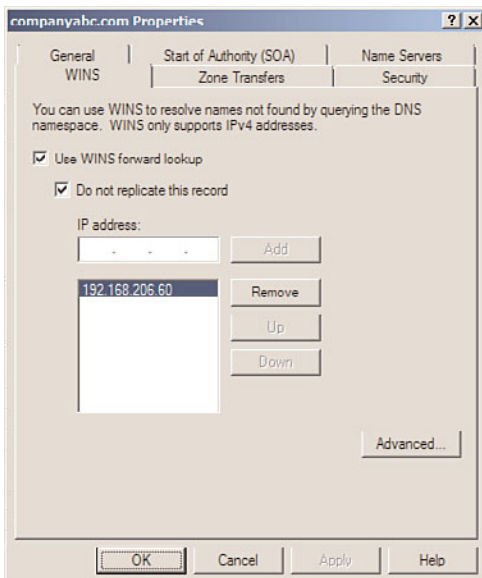 companyabc.com Properties
General
Start of Authority (SOA)
Name Servers
WINS
Zone Transfers
Security
You can use WINS to resolve names not found by querying the DNS
namespace. WINS only supports IPv4 addresses.
Use WINS forward lookup
Do not replicate this record
IP address:
Add
192.168.206.60
Remove
Up
Down
Advanced...
OK
Cancel
Apply
Help